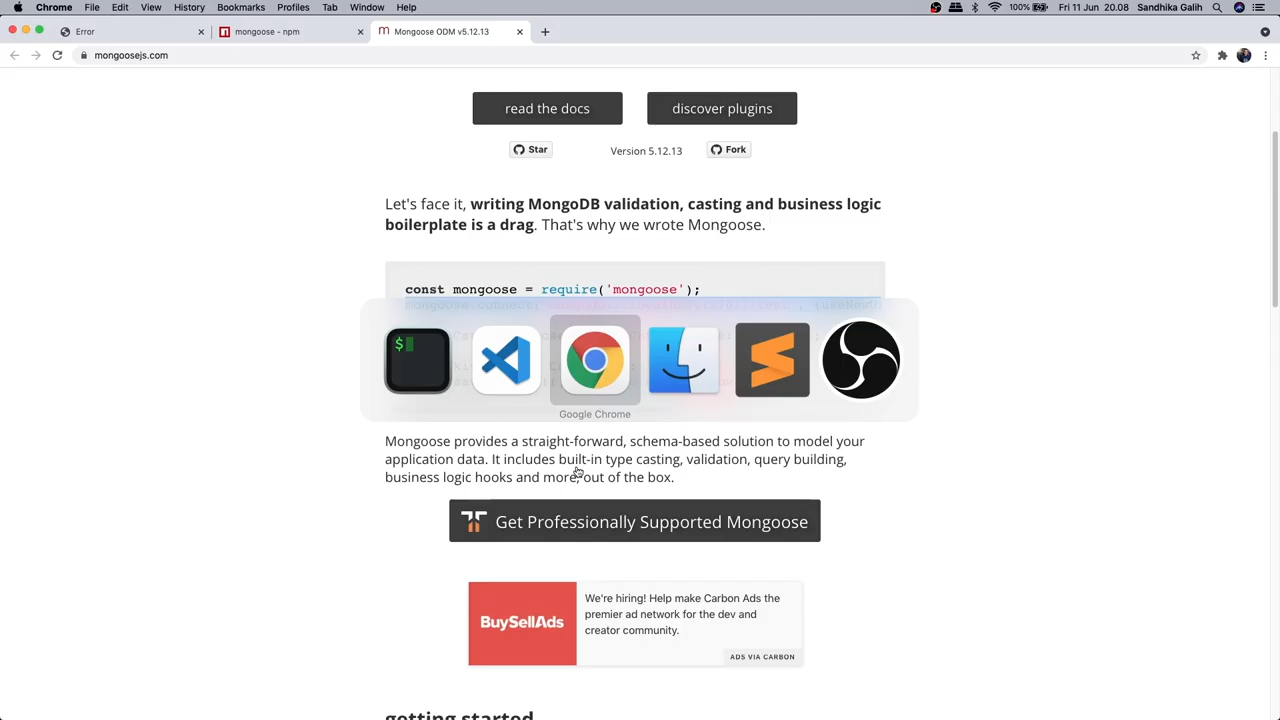 Chrome File Edit View History Bookmarks Profiles Tab Window Help 100% Fri 11 Jun 20.08 Sandhika Galih
Error mongoose - npm Mongoose ODM v5.12.13
mongoosejs.com
read the docs discover plugins
Star Version 5.12.13 Fork
Let's face it, writing MongoDB validation, casting and business logic
boilerplate is a drag. That's why we wrote Mongoose.
const mongoose = require('mongoose');
$
Google Chrome
Mongoose provides a straight-forward, schema-based solution to model your
application data. It includes built-in type casting, validation, query building,
business logic hooks and more, out of the box.
Get Professionally Supported Mongoose
BuySellAds
We're hiring! Help make Carbon Ads the
premier ad network for the dev and
creator community.
ADS VIA CARBON
getting started